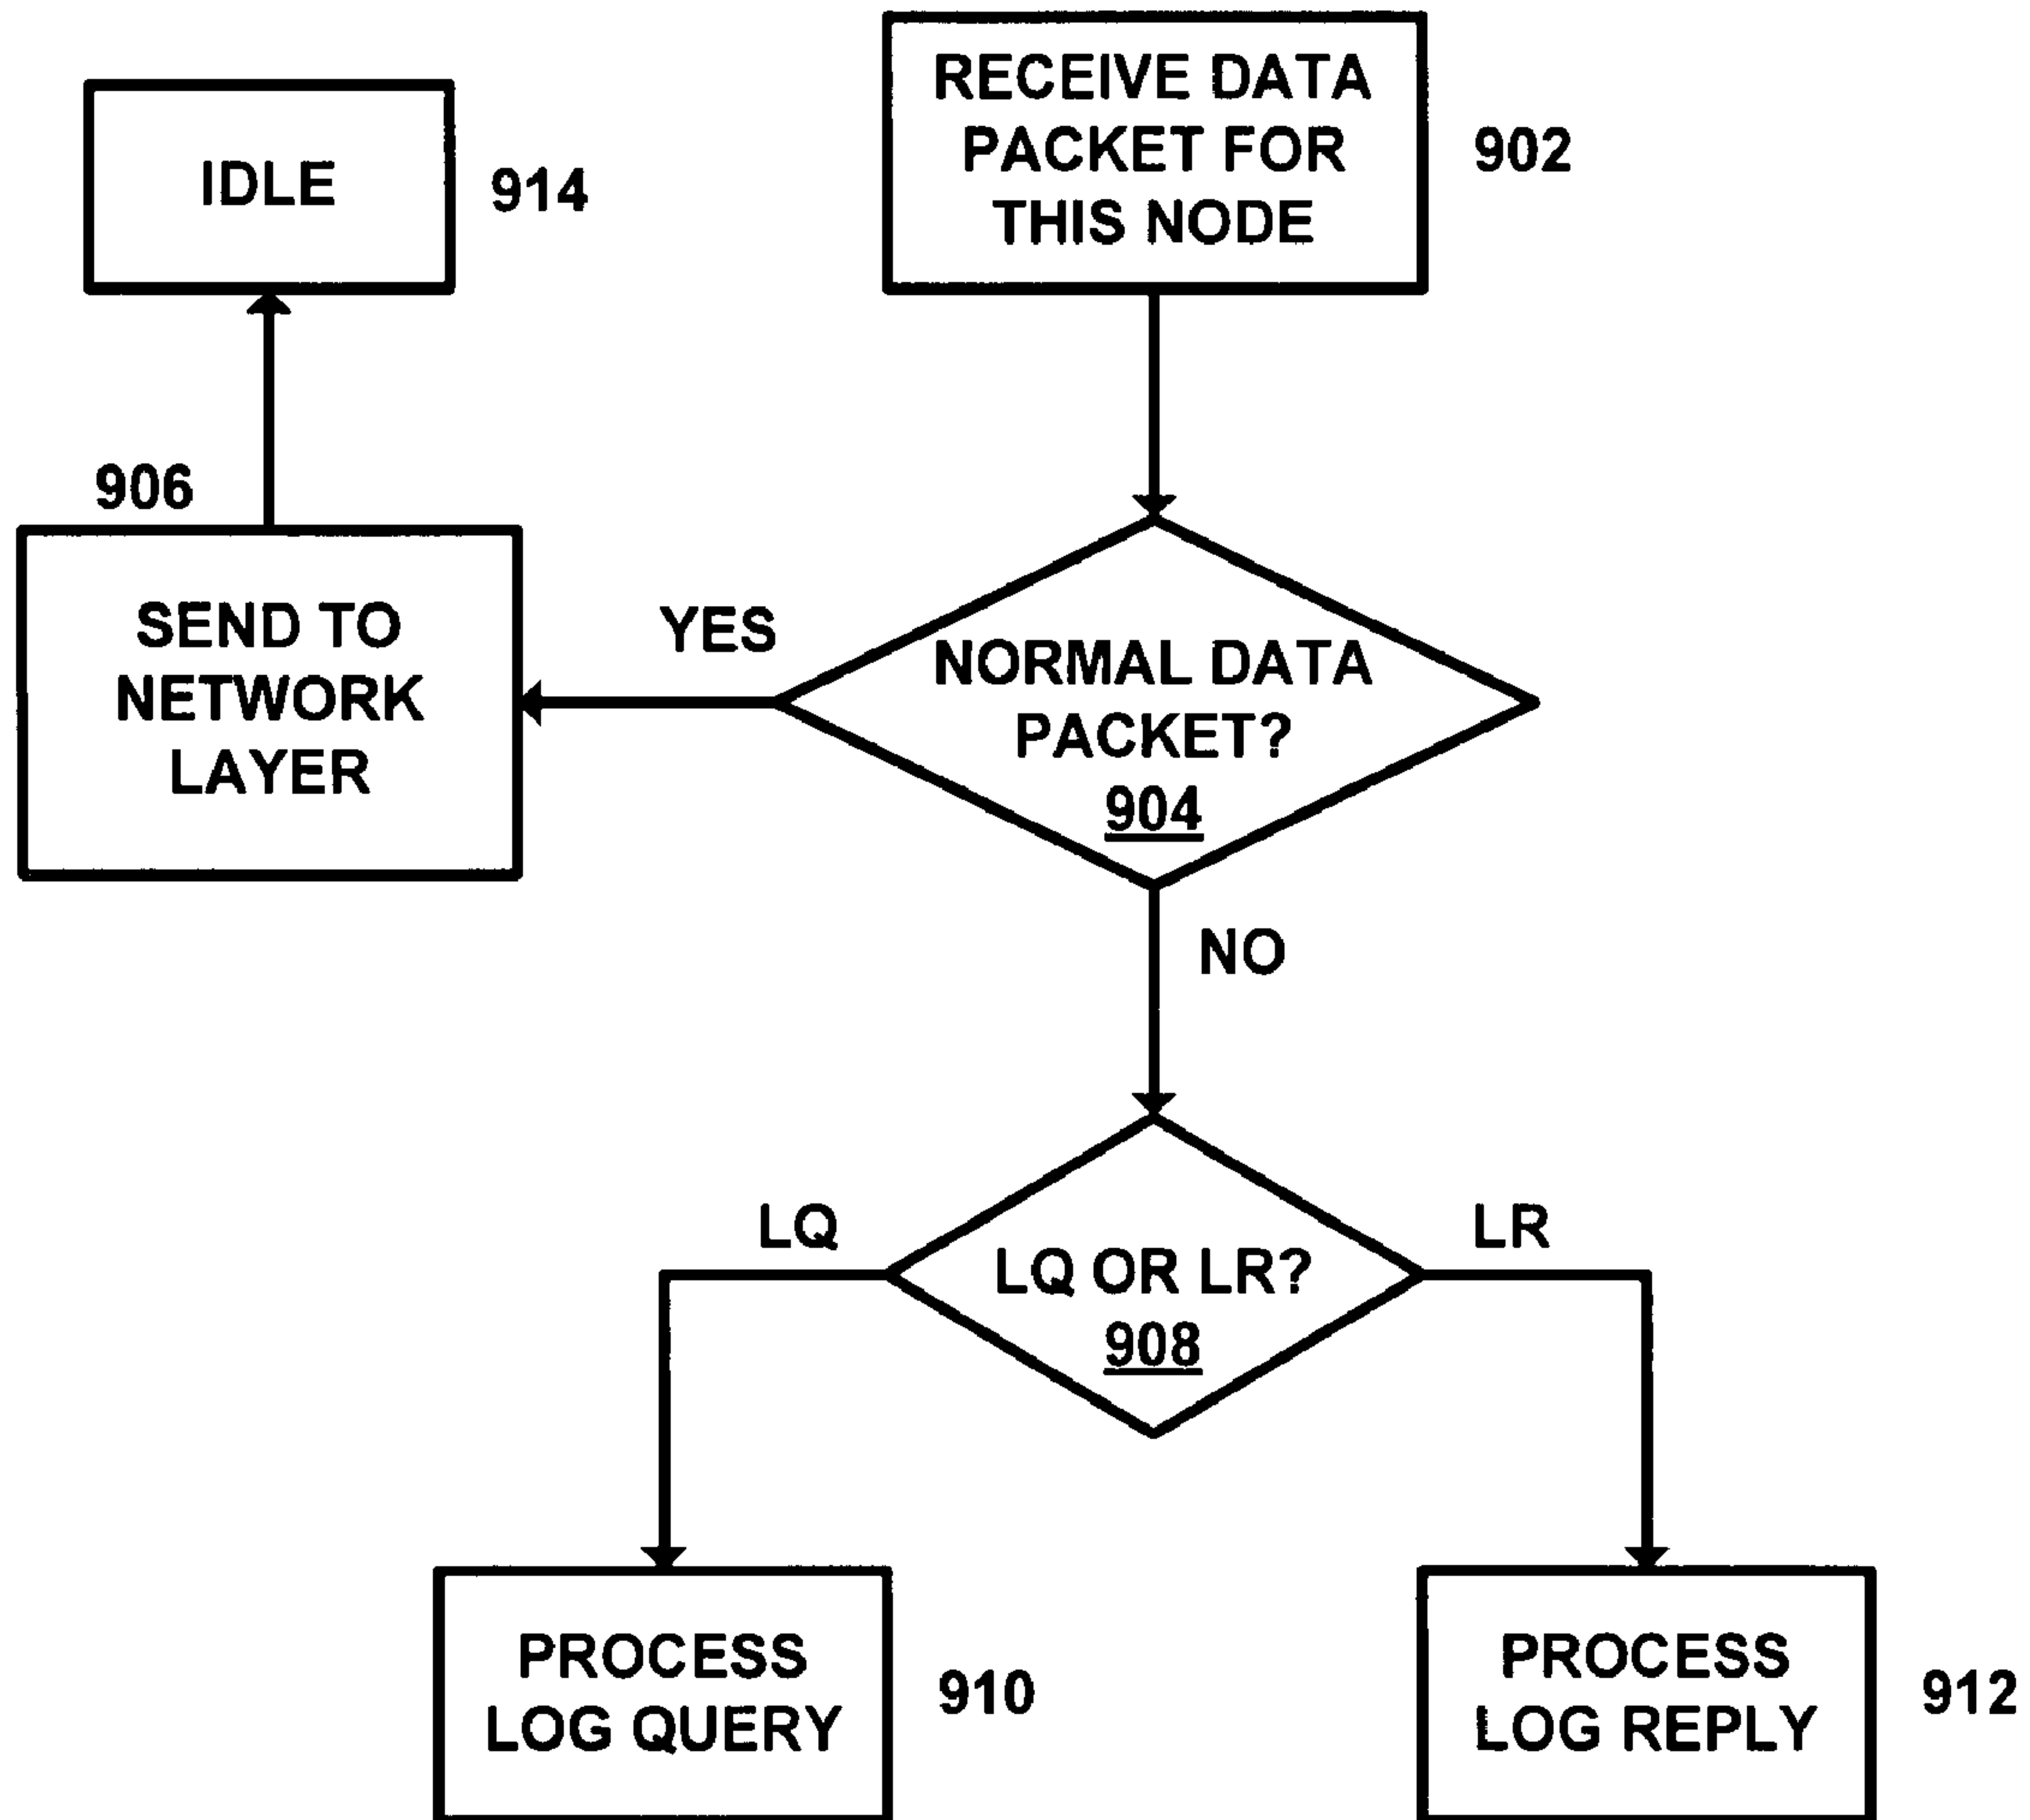 RECEIVE DATA
PACKET FOR
THIS NODE
902
IDLE
914
906
SEND TO
NETWORK
LAYER
YES
NORMAL DATA
PACKET?
904
NO
LQ
LQ OR LR?
908
LR
PROCESS
LOG QUERY
910
PROCESS
LOG REPLY
912